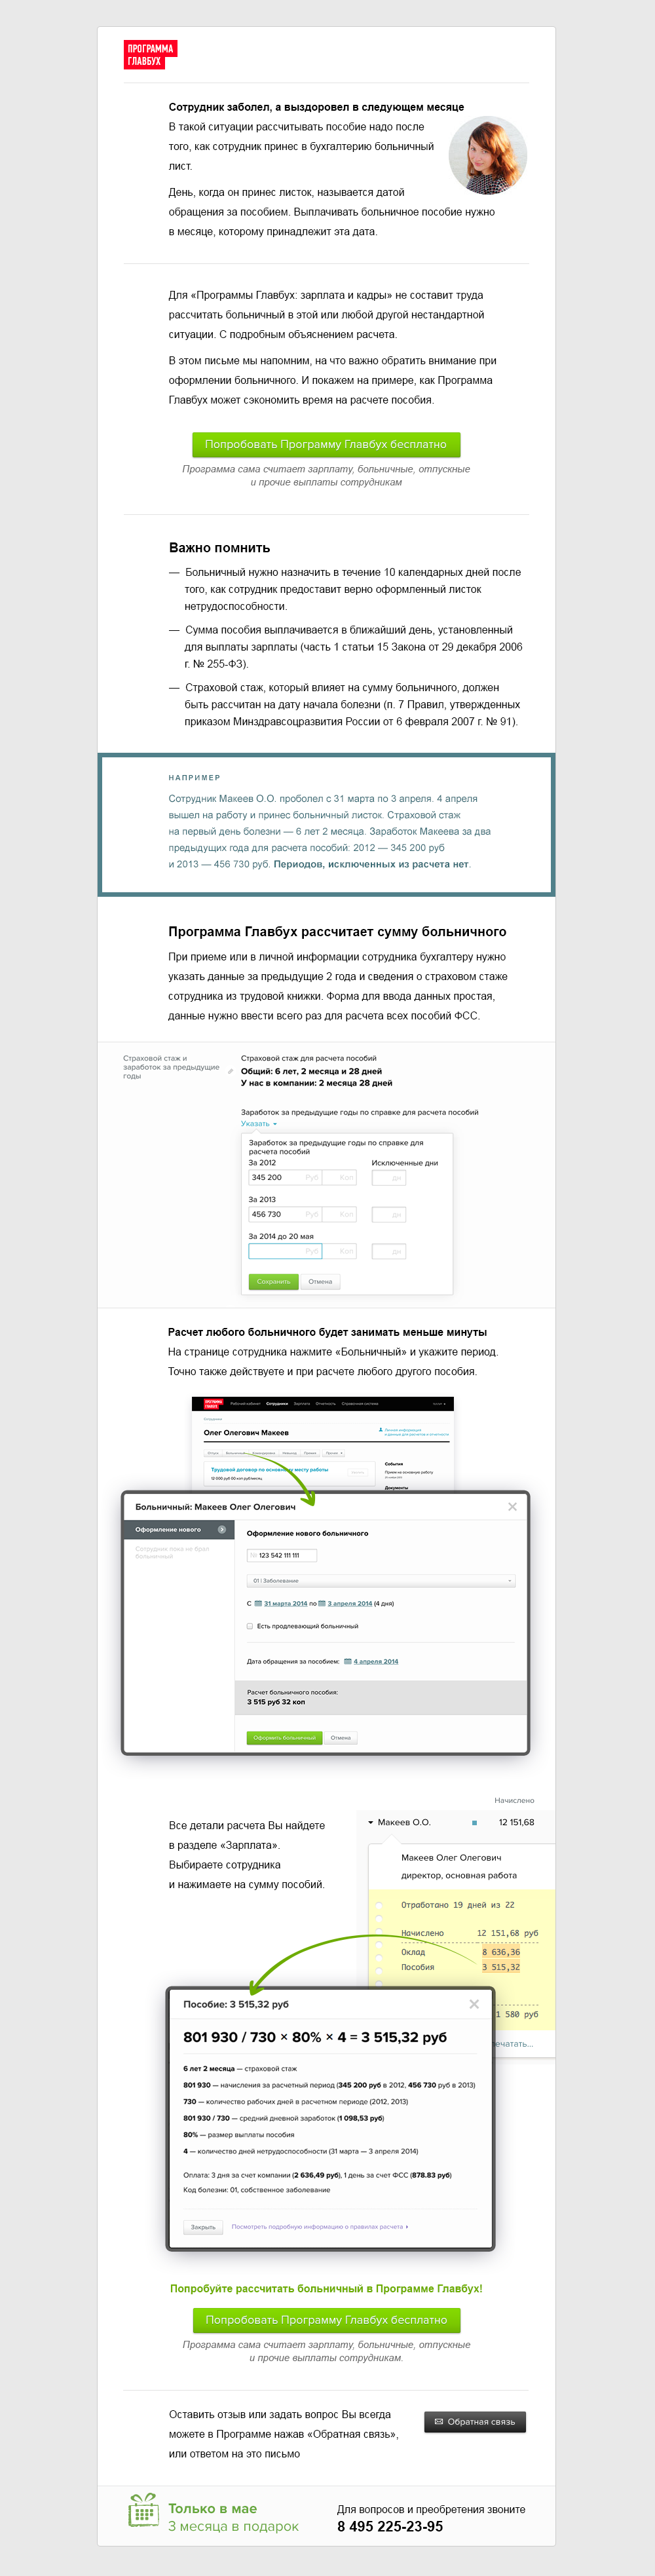 ПРОГРАММА
ГЛАВБУХ
Сотрудник заболел, а выздоровел в следующем месяце
В такой ситуации рассчитывать пособие надо после
того, как сотрудник принес в бухгалтерию больничный
лист.
День, когда он принес листок, называется датой
обращения за пособием. Выплачивать больничное пособие нужно
в месяце, которому принадлежит эта дата.
Для «Программы Главбух: зарплата и кадры» не составит труда
рассчитать больничный в этой или любой другой нестандартной
ситуации. С подробным объяснением расчета.
В этом письме мы напомним, на что важно обратить внимание при
оформлении больничного. И покажем на примере, как Программа
Главбух может сэкономить время на расчете пособия.
Попробовать Программу Главбух бесплатно
Программа сама считает зарплату, больничные, отпускные
и прочие выплаты сотрудникам
Важно помнить
— Больничный нужно назначить в течение 10 календарных дней после
того, как сотрудник предоставит верно оформленный листок
нетрудоспособности.
— Сумма пособия выплачивается в ближайший день, установленный
для выплаты зарплаты (часть 1 статьи 15 Закона от 29 декабря 2006
г. № 255-ФЗ).
— Страховой стаж, который влияет на сумму больничного, должен
быть рассчитан на дату начала болезни (п. 7 Правил, утвержденных
приказом Минздравсоцразвития России от 6 февраля 2007 г. № 91).
НАПРИМЕР
Сотрудник Макеев О.О. проболел с 31 марта по 3 апреля. 4 апреля
вышел на работу и принес больничный листок. Страховой стаж
на первый день болезни — 6 лет 2 месяца. Заработок Макеева за два
предыдущих года для расчета пособий: 2012 — 345 200 руб
и 2013 — 456 730 руб. Периодов, исключенных из расчета нет.
Программа Главбух рассчитает сумму больничного
При приеме или в личной информации сотрудника бухгалтеру нужно
указать данные за предыдущие 2 года и сведения о страховом стаже
сотрудника из трудовой книжки. Форма для ввода данных простая,
данные нужно ввести всего раз для расчета всех пособий ФСС.
Страховой стаж и
заработок за предыдущие
годы
Страховой стаж для расчета пособий
Общий: 6 лет, 2 месяца и 28 дней
У нас в компании: 2 месяца 28 дней
Заработок за предыдущие годы по справке для расчета пособий
Указать
Заработок за предыдущие годы по справке для
расчета пособий
За 2012 Исключенные дни
345 200 Руб Коп дн
За 2013
456 730 Руб Коп дн
За 2014 до 20 мая
Руб Коп дн
Сохранить Отмена
Расчет любого больничного будет занимать меньше минуты
На странице сотрудника нажмите «Больничный» и укажите период.
Точно также действуете и при расчете любого другого пособия.
ПРОГРАММА
ГЛАВБУХ
Рабочий кабинет Сотрудники Зарплата Отчетность Справочная система
Сотрудники
Олег Олегович Макеев
Личная информация
и данные для расчетов и отчетности
Трудовой договор по основному месту работы
12 000 руб 00 коп/месяц
События
Прием на основную работу
Документы
Больничный: Макеев Олег Олегович
Оформление нового
Сотрудник пока не брал
больничный
Оформление нового больничного
№ 123 542 111 111
01 | Заболевание
С 31 марта 2014 по 3 апреля 2014 (4 дня)
Есть продлевающий больничный
Дата обращения за пособием: 4 апреля 2014
Расчет больничного пособия:
3 515 руб 32 коп
Оформить больничный Отмена
Все детали расчета Вы найдете
в разделе «Зарплата».
Выбираете сотрудника
и нажимаете на сумму пособий.
Начислено
Макеев О.О. 12 151,68
Макеев Олег Олегович
директор, основная работа
Отработано 19 дней из 22
Начислено 12 151,68 руб
Оклад 8 636,36
Пособия 3 515,32
1 580 руб
ечатать...
Пособие: 3 515,32 руб
801 930 / 730 × 80% × 4 = 3 515,32 руб
6 лет 2 месяца — страховой стаж
801 930 — начисления за расчетный период (345 200 руб в 2012, 456 730 руб в 2013)
730 — количество рабочих дней в расчетном периоде (2012, 2013)
801 930 / 730 — средний дневной заработок (1 098,53 руб)
80% — размер выплаты пособия
4 — количество дней нетрудоспособности (31 марта — 3 апреля 2014)
Оплата: 3 дня за счет компании (2 636,49 руб), 1 день за счет ФСС (878.83 руб)
Код болезни: 01, собственное заболевание
Закрыть Посмотреть подробную информацию о правилах расчета
Попробуйте рассчитать больничный в Программе Главбух!
Попробовать Программу Главбух бесплатно
Программа сама считает зарплату, больничные, отпускные
и прочие выплаты сотрудникам.
Оставить отзыв или задать вопрос Вы всегда
можете в Программе нажав «Обратная связь»,
или ответом на это письмо
Обратная связь
Только в мае
3 месяца в подарок
Для вопросов и преобретения звоните
8 495 225-23-95